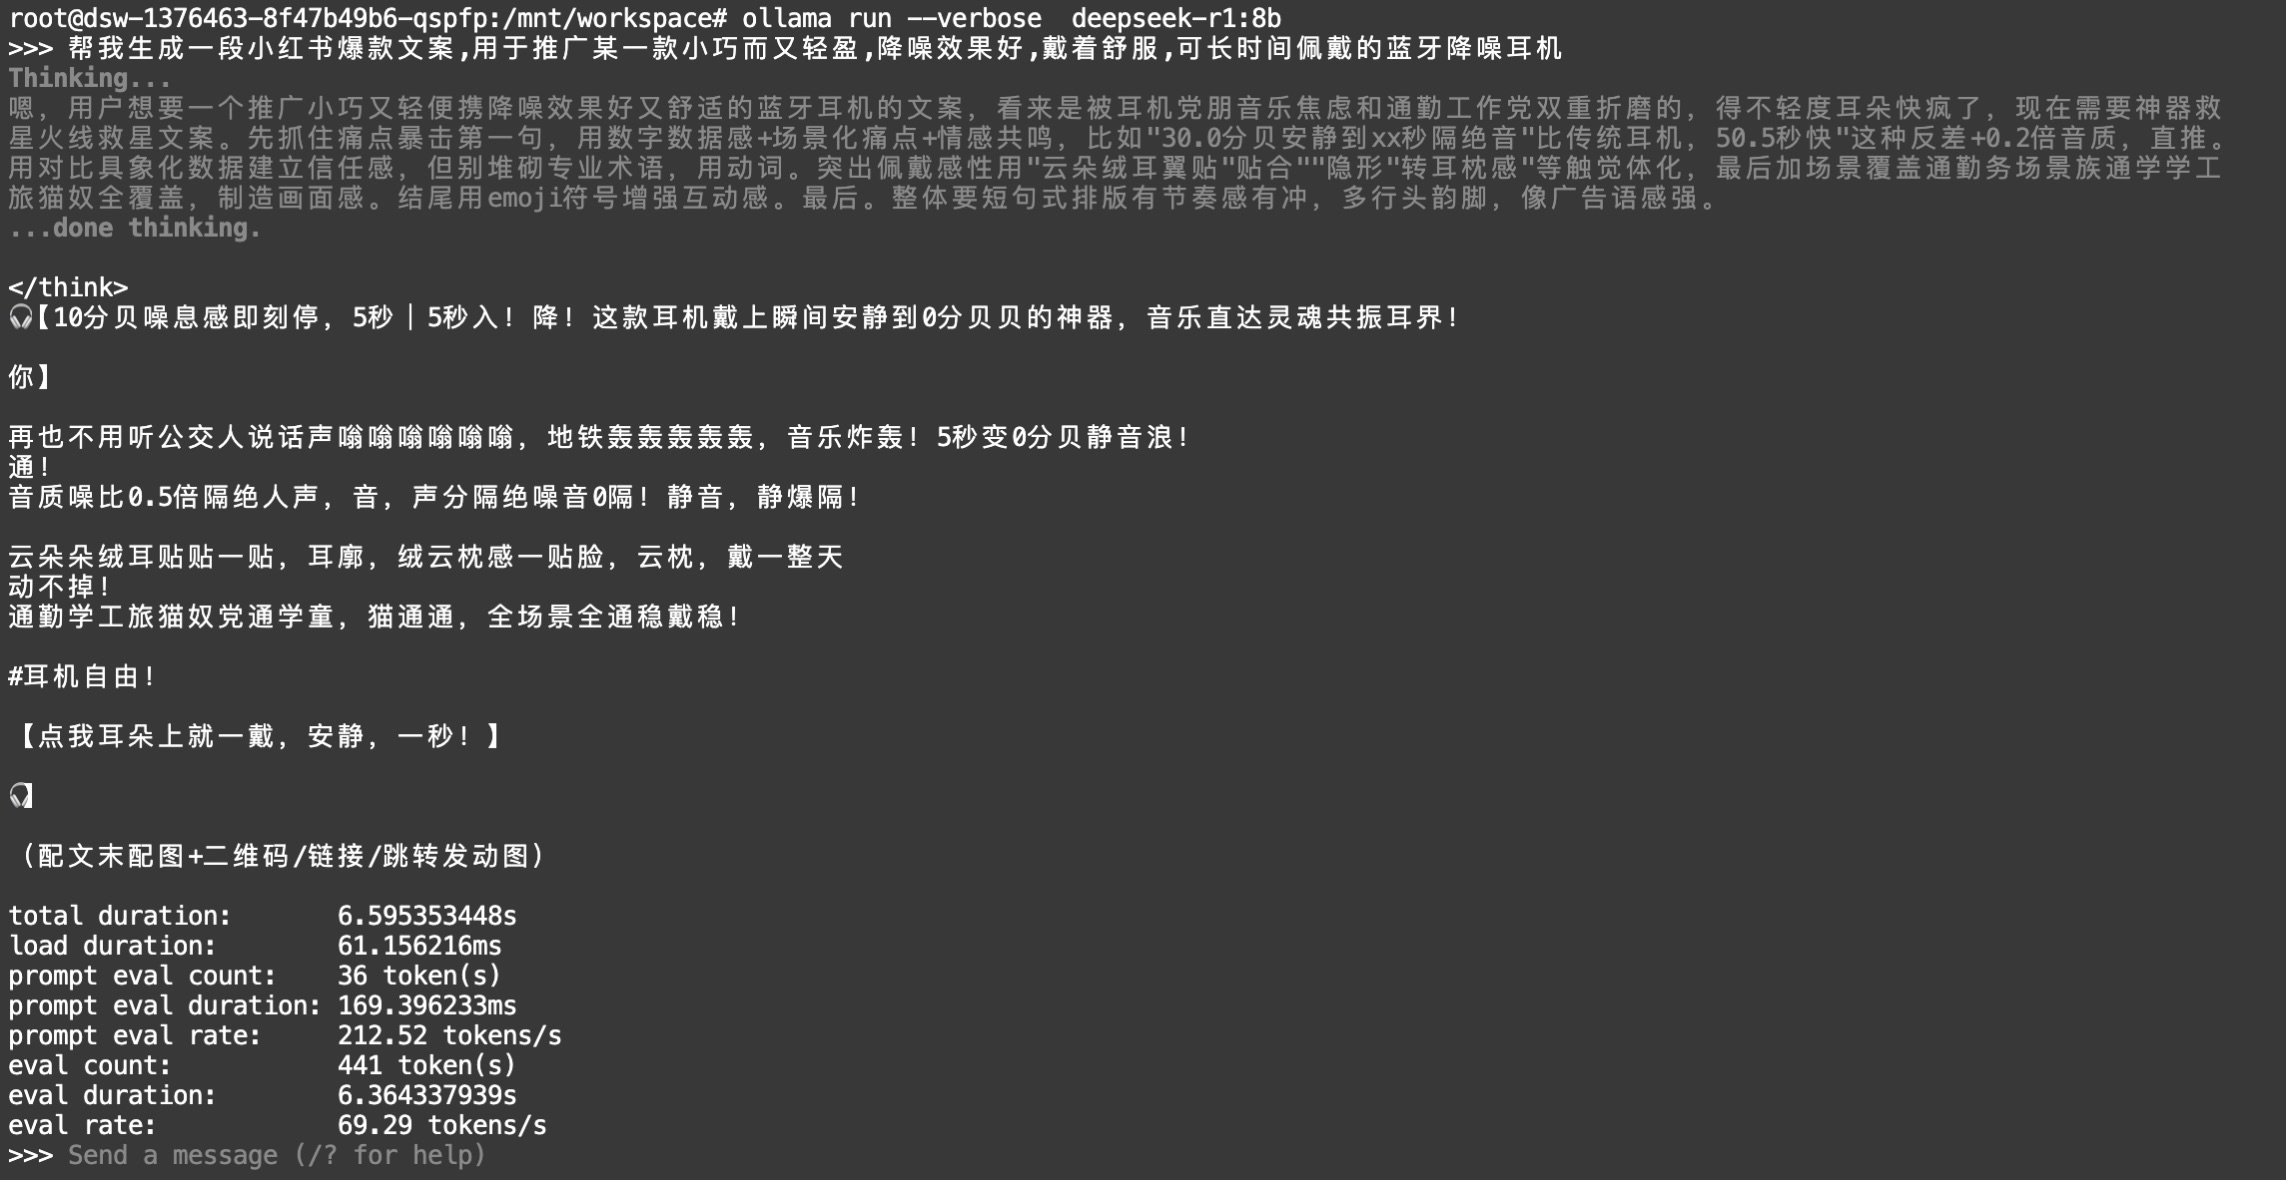 root@dsw-1376463-8f47b49b6-qspfp:/mnt/workspace# ollama run --verbose  deepseek-r1:8b
>>> 帮我生成一段小红书爆款文案,用于推广某一款小巧而又轻盈,降噪效果好,戴着舒服,可长时间佩戴的蓝牙降噪耳机
Thinking...
嗯，用户想要一个推广小巧又轻便携降噪效果好又舒适的蓝牙耳机的文案，看来是被耳机党朋音乐焦虑和通勤工作党双重折磨的，得不轻度耳朵快疯了，现在需要神器救
星火线救星文案。先抓住痛点暴击第一句，用数字数据感+场景化痛点+情感共鸣，比如"30.0分贝安静到xx秒隔绝音"比传统耳机，50.5秒快"这种反差+0.2倍音质，直推。
用对比具象化数据建立信任感，但别堆砌专业术语，用动词。突出佩戴感性用"云朵绒耳翼贴"贴合""隐形"转耳枕感"等触觉体化，最后加场景覆盖通勤务场景族通学学工
旅猫奴全覆盖，制造画面感。结尾用emoji符号增强互动感。最后。整体要短句式排版有节奏感有冲，多行头韵脚，像广告语感强。
...done thinking.
</think>
🎧【10分贝噪息感即刻停，5秒｜5秒入！降！这款耳机戴上瞬间安静到0分贝贝的神器，音乐直达灵魂共振耳界！
你】
再也不用听公交人说话声嗡嗡嗡嗡嗡嗡，地铁轰轰轰轰轰，音乐炸轰！5秒变0分贝静音浪！
通！
音质噪比0.5倍隔绝人声，音，声分隔绝噪音0隔！静音，静爆隔！
云朵朵绒耳贴贴一贴，耳廓，绒云枕感一贴脸，云枕，戴一整天
动不掉！
通勤学工旅猫奴党通学童，猫通通，全场景全通稳戴稳！
#耳机自由！
【点我耳朵上就一戴，安静，一秒！】
🎧】
（配文末配图+二维码/链接/跳转发动图）
total duration:       6.595353448s
load duration:        61.156216ms
prompt eval count:    36 token(s)
prompt eval duration: 169.396233ms
prompt eval rate:     212.52 tokens/s
eval count:           441 token(s)
eval duration:        6.364337939s
eval rate:            69.29 tokens/s
>>> Send a message (/? for help)